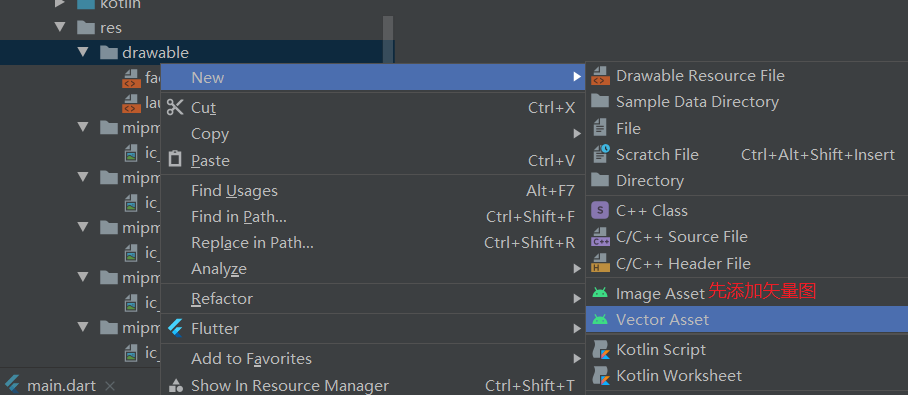 kotlin
res
drawable
fac
lau
mipm
ic_
mipm
ic_
mipm
ic_
mipm
ic_
mipm
ic_
main.dart
New
Cut Ctrl+X
Copy
Paste Ctrl+V
Find Usages Alt+F7
Find in Path... Ctrl+Shift+F
Replace in Path... Ctrl+Shift+R
Analyze
Refactor
Flutter
Add to Favorites
Show In Resource Manager Ctrl+Shift+T
Drawable Resource File
Sample Data Directory
File
Scratch File Ctrl+Alt+Shift+Insert
Directory
S C++ Class
C++ C/C++ Source File
H C/C++ Header File
Image Asset 先添加矢量图
Vector Asset
Kotlin Script
Kotlin Worksheet